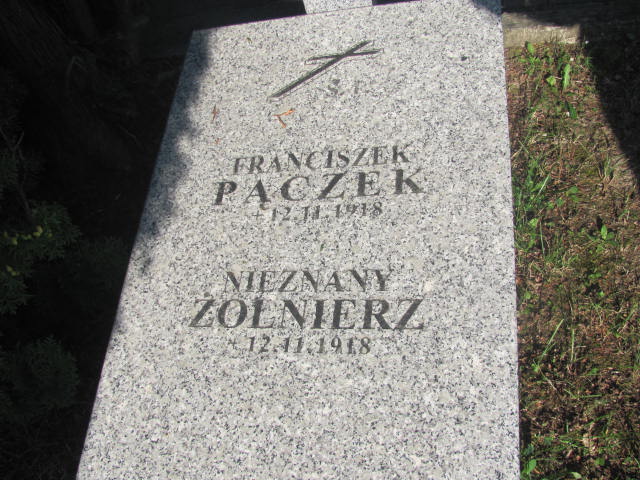 Ś. P.
FRANCISZEK
PĄCZEK
+ 12.11.1918
NIEZNANY
ŻOŁNIERZ
+ 12.11.1918